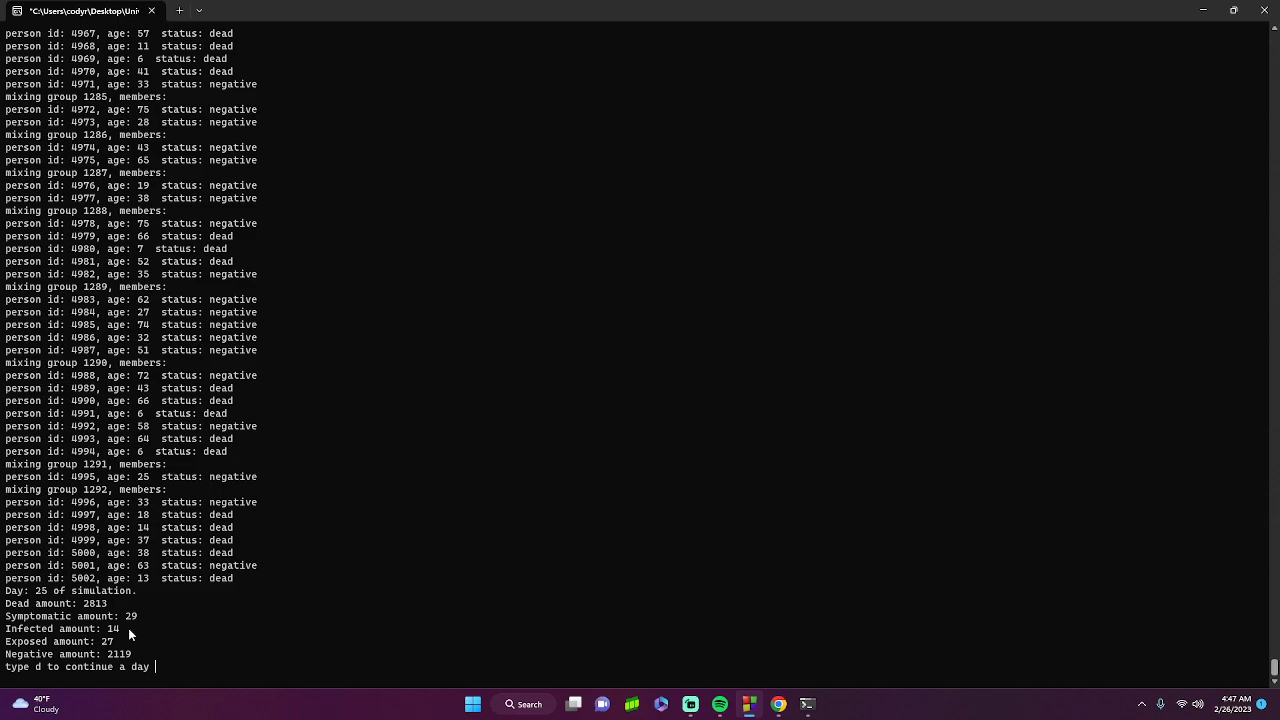 "C:\Users\codyr\Desktop\Uni
person id: 4967, age: 57  status: dead
person id: 4968, age: 11  status: dead
person id: 4969, age: 6  status: dead
person id: 4970, age: 41  status: dead
person id: 4971, age: 33  status: negative
mixing group 1285, members:
person id: 4972, age: 75  status: negative
person id: 4973, age: 28  status: negative
mixing group 1286, members:
person id: 4974, age: 43  status: negative
person id: 4975, age: 65  status: negative
mixing group 1287, members:
person id: 4976, age: 19  status: negative
person id: 4977, age: 38  status: negative
mixing group 1288, members:
person id: 4978, age: 75  status: negative
person id: 4979, age: 66  status: dead
person id: 4980, age: 7  status: dead
person id: 4981, age: 52  status: dead
person id: 4982, age: 35  status: negative
mixing group 1289, members:
person id: 4983, age: 62  status: negative
person id: 4984, age: 27  status: negative
person id: 4985, age: 74  status: negative
person id: 4986, age: 32  status: negative
person id: 4987, age: 51  status: negative
mixing group 1290, members:
person id: 4988, age: 72  status: negative
person id: 4989, age: 43  status: dead
person id: 4990, age: 66  status: dead
person id: 4991, age: 6  status: dead
person id: 4992, age: 58  status: negative
person id: 4993, age: 64  status: dead
person id: 4994, age: 6  status: dead
mixing group 1291, members:
person id: 4995, age: 25  status: negative
mixing group 1292, members:
person id: 4996, age: 33  status: negative
person id: 4997, age: 18  status: dead
person id: 4998, age: 14  status: dead
person id: 4999, age: 37  status: dead
person id: 5000, age: 38  status: dead
person id: 5001, age: 63  status: negative
person id: 5002, age: 13  status: dead
Day: 25 of simulation.
Dead amount: 2813
Symptomatic amount: 29
Infected amount: 14
Exposed amount: 27
Negative amount: 2119
type d to continue a day
40°F
Cloudy
Search
4:47 AM
2/26/2023
1